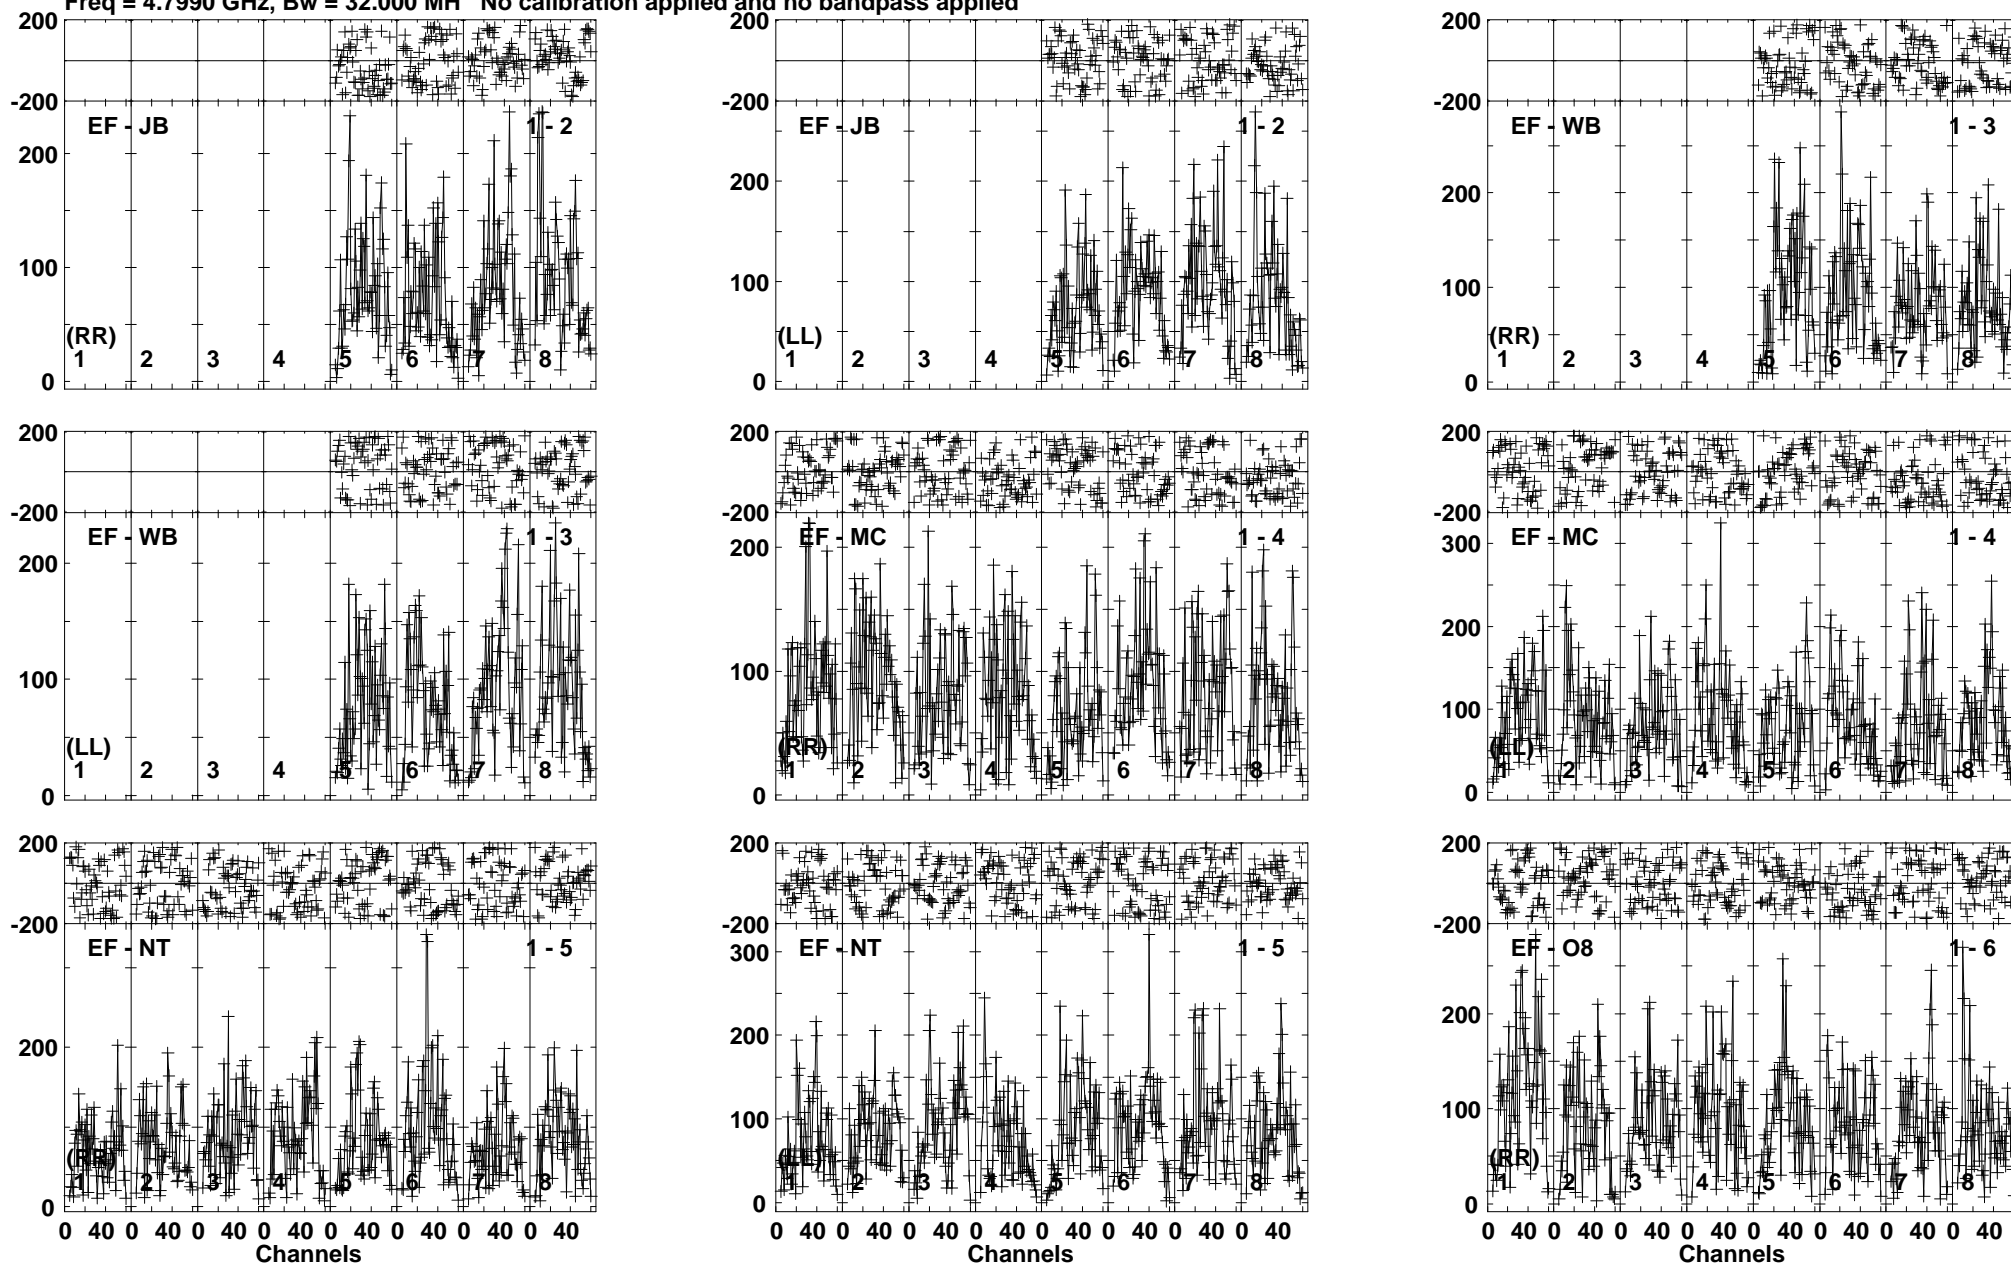 Freq = 4.7990 GHz, Bw = 32.000 MH No calibration applied and no bandpass applied
200 200 200
-200 -200 -200
EF - JB 1 - 2 EF - JB 1 - 2 EF - WB 1 - 3
200 200 200
100 100 100
0 0 0
(RR) (LL) (RR)
1 2 3 4 5 6 7 8 1 2 3 4 5 6 7 8 1 2 3 4 5 6 7 8
200 200 200
-200 -200 -200
EF - WB 1 - 3 EF - MC 1 - 4 EF - MC 1 - 4
300
200 200 200
100 100 100
0 0 0
(LL) (RR) (LL)
1 2 3 4 5 6 7 8 1 2 3 4 5 6 7 8 1 2 3 4 5 6 7 8
200 200 200
-200 -200 -200
EF - NT 1 - 5 EF - NT 1 - 5 EF - O8 1 - 6
300
200 200 200
100 100
0 0 0
(RR) (LL) (RR)
1 2 3 4 5 6 7 8 1 2 3 4 5 6 7 8 1 2 3 4 5 6 7 8
0 40 0 40 0 40 0 40 0 40 0 40 0 40 0 40 0 40 0 40 0 40 0 40 0 40 0 40 0 40 0 40 0 40 0 40 0 40 0 40 0 40 0 40 0 40 0 40
Channels Channels Channels